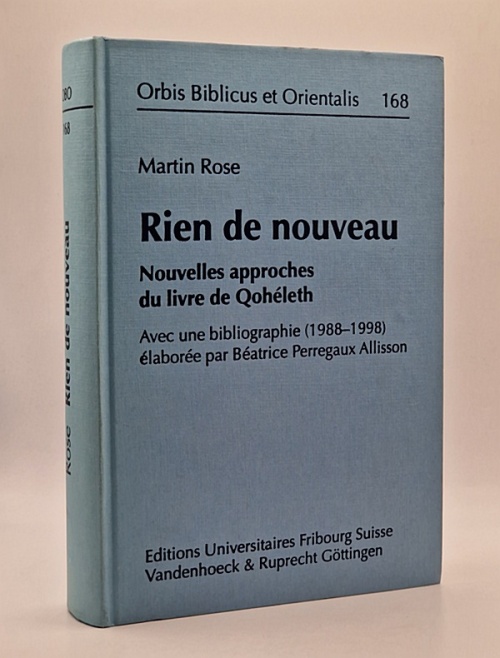 Orbis Biblicus et Orientalis 168
Martin Rose
Rien de nouveau
Nouvelles approches
du livre de Qohéleth
Avec une bibliographie (1988–1998)
élaborée par Béatrice Perregaux Allisson
Editions Universitaires Fribourg Suisse
Vandenhoeck & Ruprecht Göttingen
OBO
168
Rose Rien de nouveau